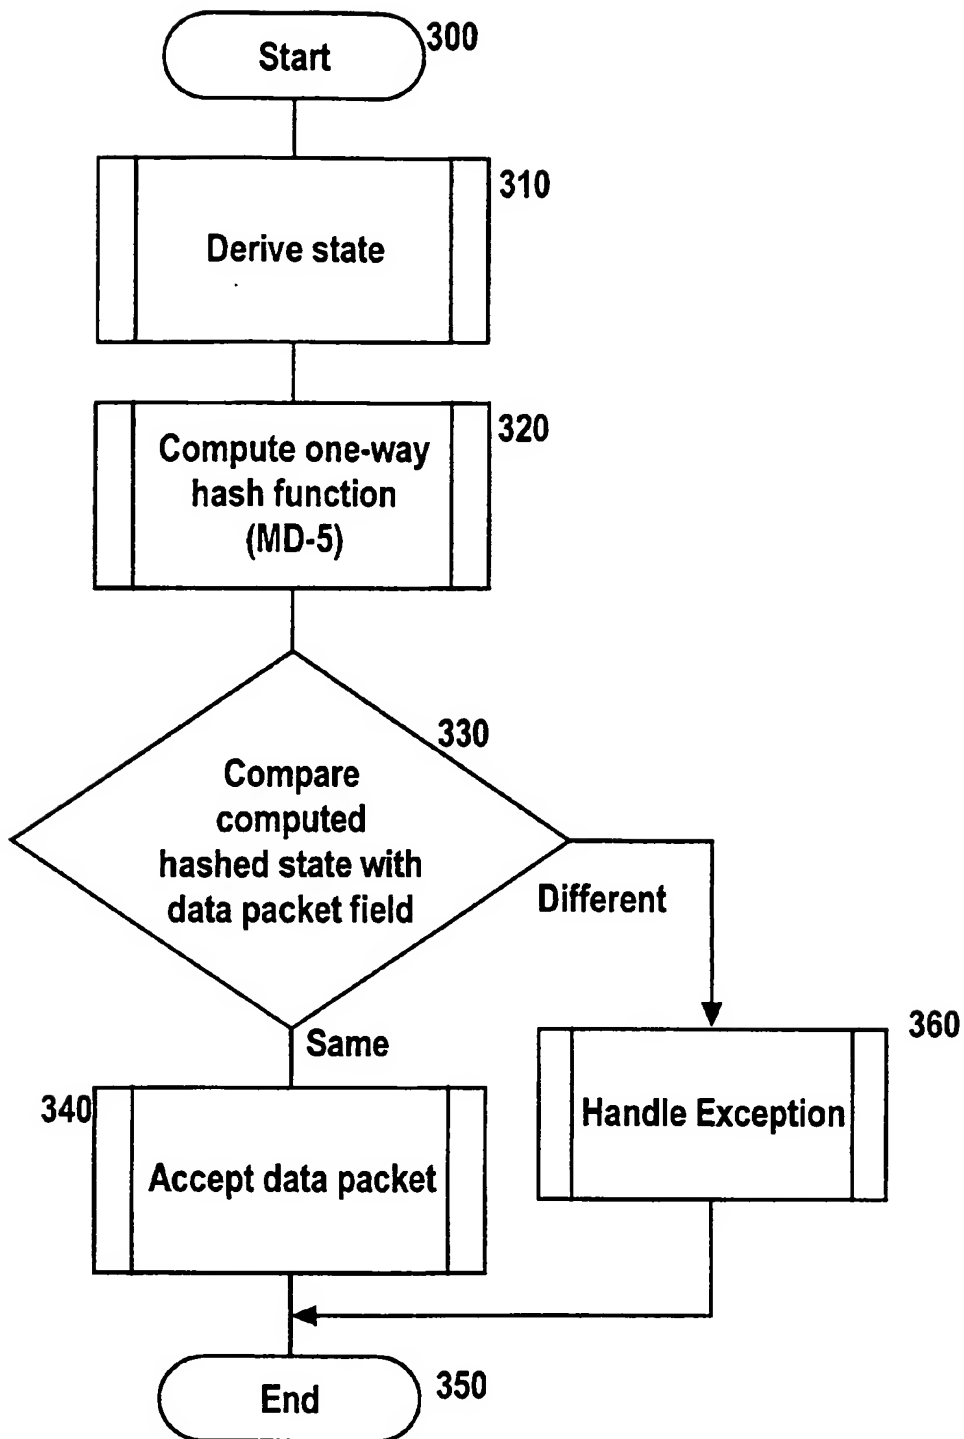 Start
300
310
Derive state
320
Compute one-way
hash function
(MD-5)
330
Compare
computed
hashed state with
data packet field
Different
Same
360
340
Handle Exception
Accept data packet
End
350